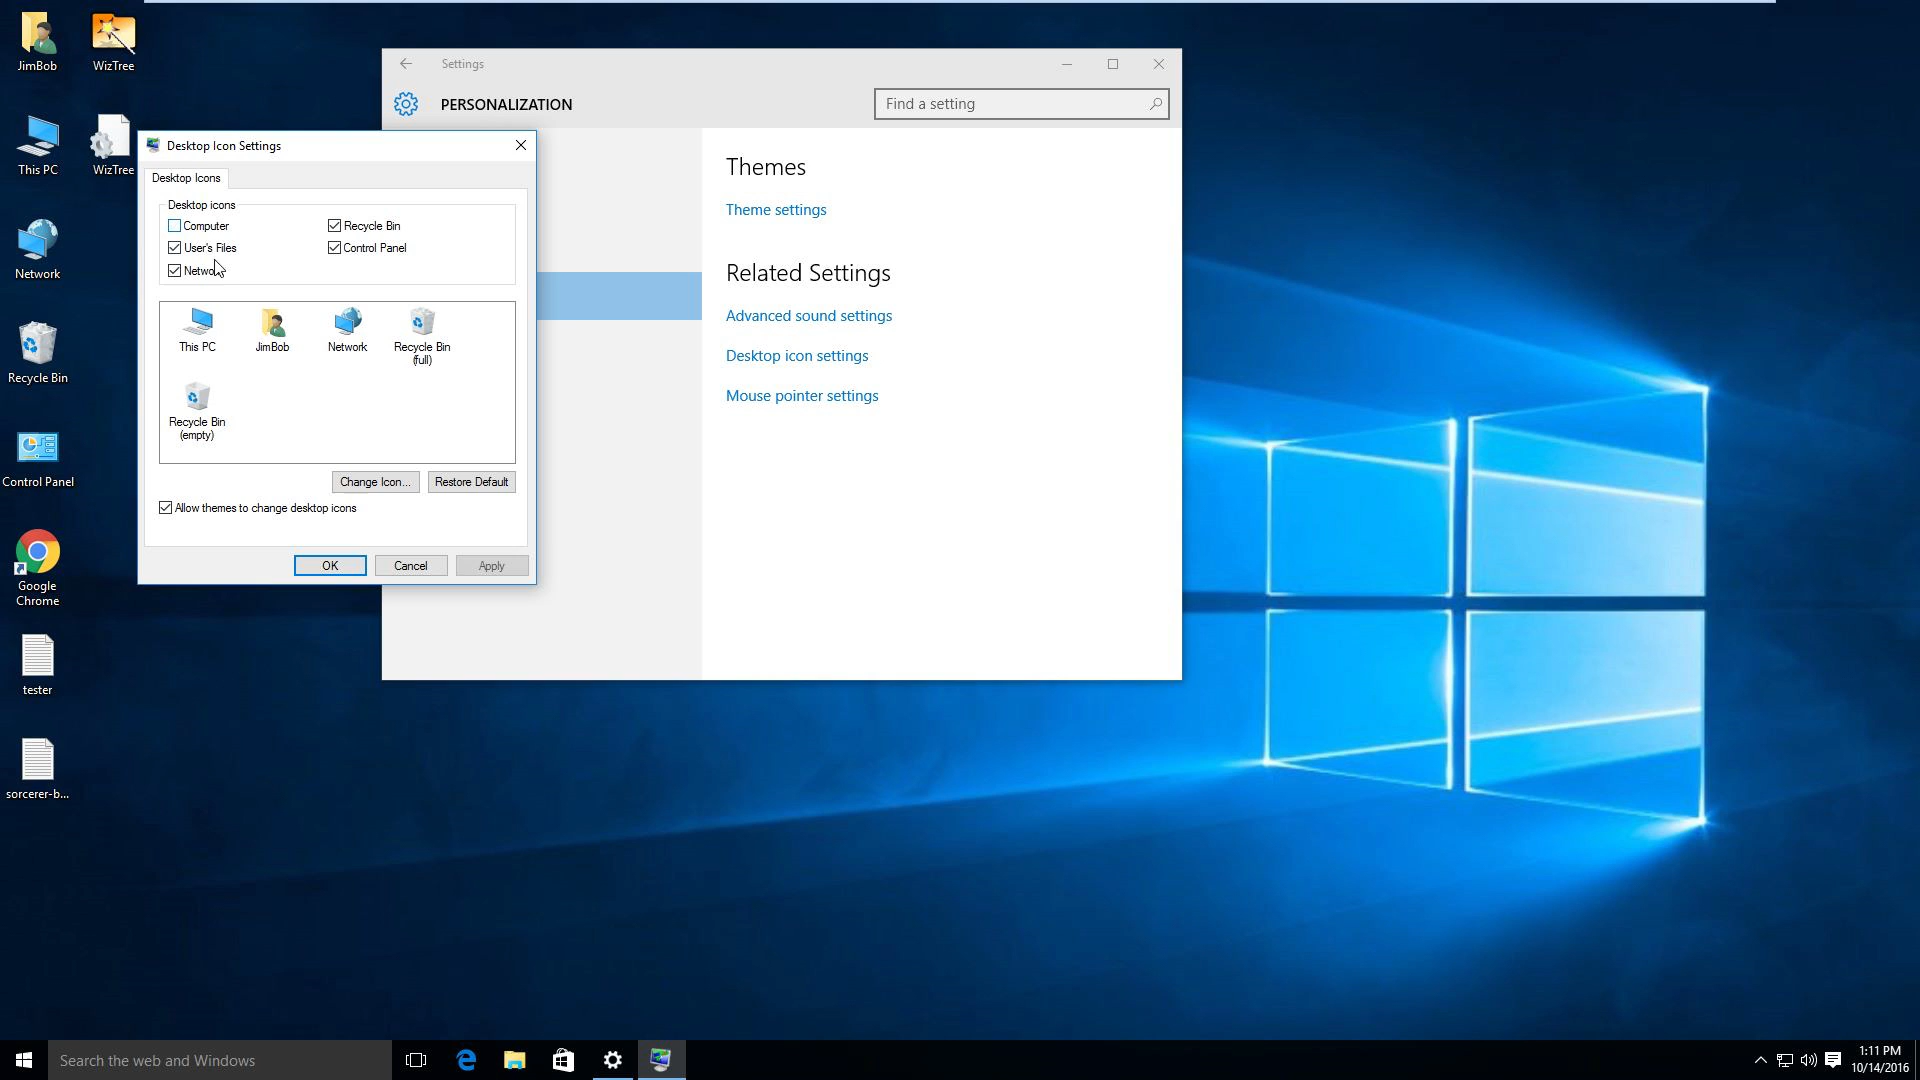 JimBob
WizTree
This PC
WizTree
Network
Recycle Bin
Control Panel
Google
Chrome
tester
sorcerer-b...
Settings
PERSONALIZATION
Find a setting
Themes
Theme settings
Related Settings
Advanced sound settings
Desktop icon settings
Mouse pointer settings
Desktop Icon Settings
Desktop Icons
Desktop icons
Computer
Recycle Bin
User's Files
Control Panel
Network
This PC
JimBob
Network
Recycle Bin
(full)
Recycle Bin
(empty)
Change Icon...
Restore Default
Allow themes to change desktop icons
OK
Cancel
Apply
Search the web and Windows
1:11 PM
10/14/2016